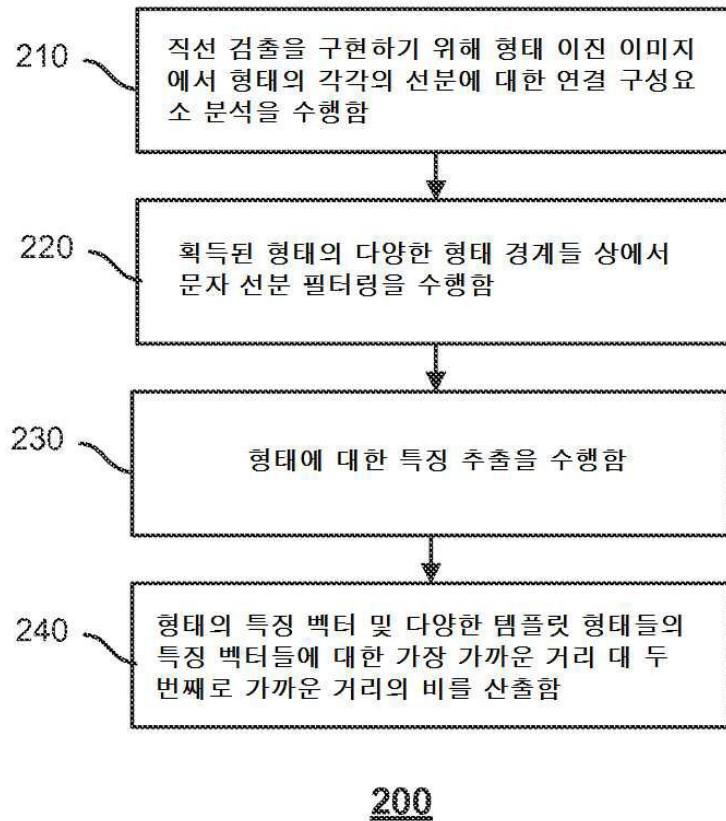 210
직선 검출을 구현하기 위해 형태 이진 이미지
에서 형태의 각각의 선분에 대한 연결 구성요
소 분석을 수행함
220
획득된 형태의 다양한 형태 경계들 상에서
문자 선분 필터링을 수행함
230
형태에 대한 특징 추출을 수행함
240
형태의 특징 벡터 및 다양한 템플릿 형태들의
특징 벡터들에 대한 가장 가까운 거리 대 두
번째로 가까운 거리의 비를 산출함
200